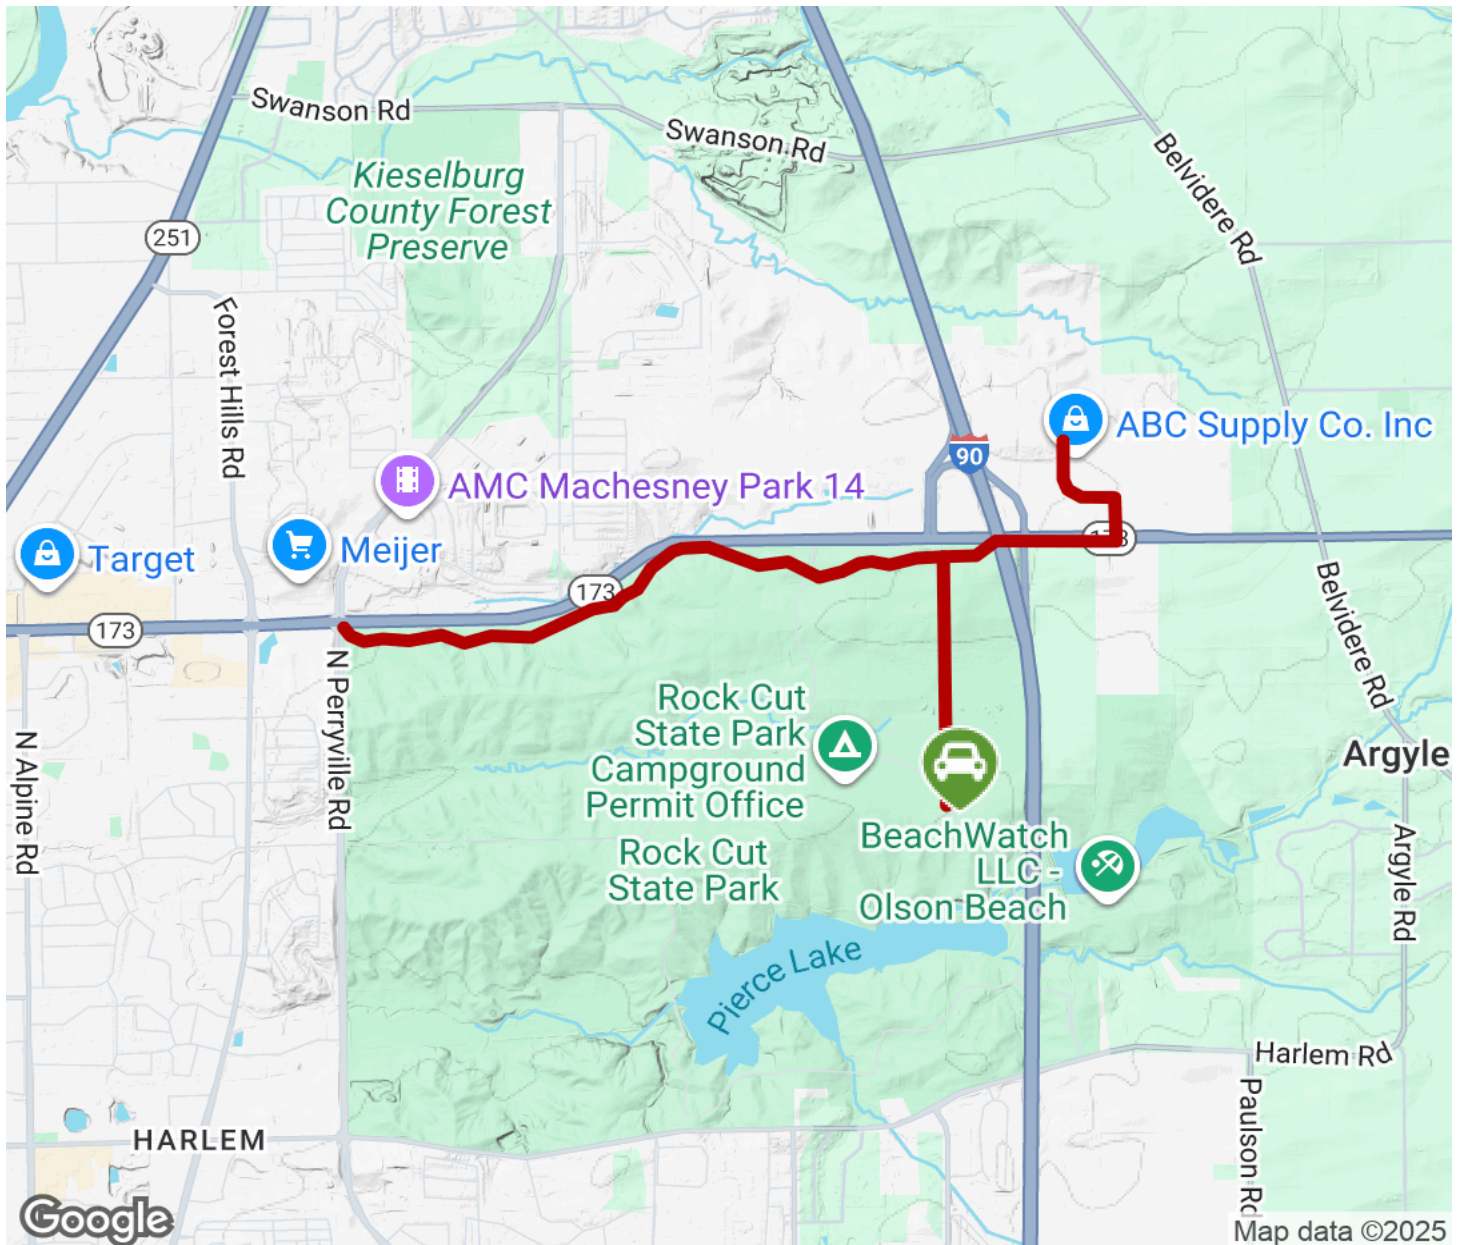 Swanson Rd
Swanson Rd
Belvidere Rd
Kieselburg
County Forest
Preserve
251
Forest Hills Rd
ABC Supply Co. Inc
90
AMC Machesney Park 14
Target
Meijer
173
173
173
N Perryville Rd
Belvidere Rd
N Alpine Rd
Rock Cut
State Park
Campground
Permit Office
Argyle
Rock Cut
State Park
BeachWatch
LLC -
Olson Beach
Argyle Rd
Pierce Lake
Harlem Rd
Paulson Rd
HARLEM
Google
Map data ©2025